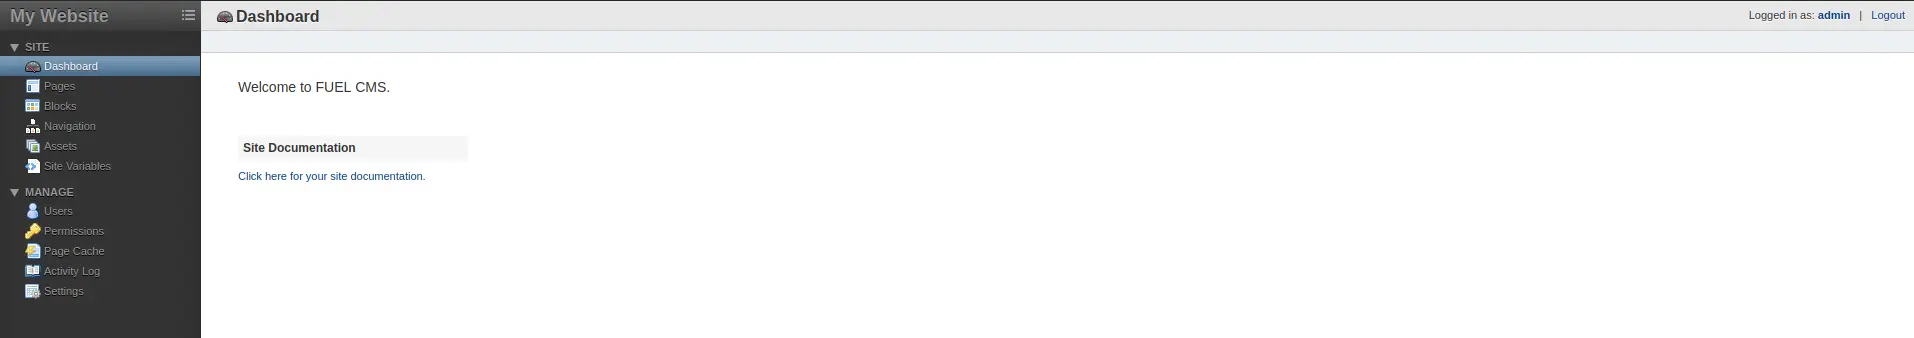 My Website
Dashboard
Logged in as: admin | Logout
SITE
Dashboard
Pages
Blocks
Navigation
Assets
Site Variables
MANAGE
Users
Permissions
Page Cache
Activity Log
Settings
Welcome to FUEL CMS.
Site Documentation
Click here for your site documentation.